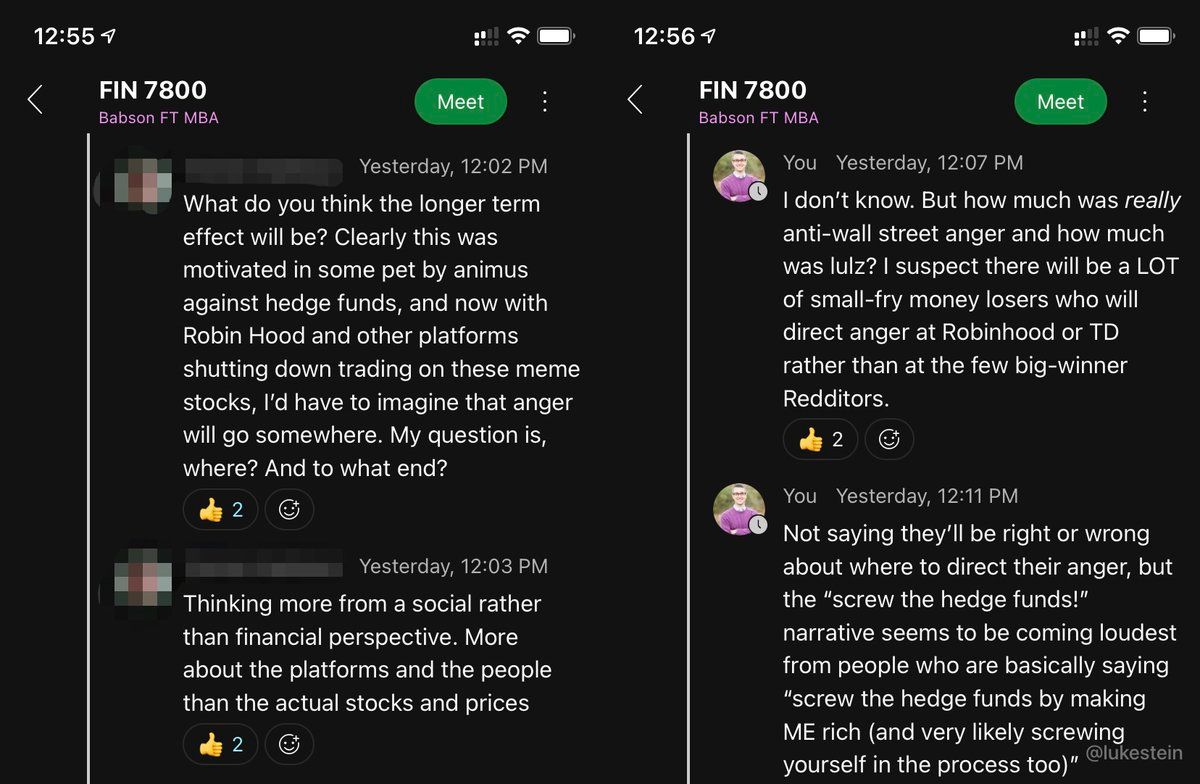 12:55
FIN 7800
Babson FT MBA
Meet
Yesterday, 12:02 PM
What do you think the longer term
effect will be? Clearly this was
motivated in some pet by animus
against hedge funds, and now with
Robin Hood and other platforms
shutting down trading on these meme
stocks, I’d have to imagine that anger
will go somewhere. My question is,
where? And to what end?
👍 2
Yesterday, 12:03 PM
Thinking more from a social rather
than financial perspective. More
about the platforms and the people
than the actual stocks and prices
👍 2
12:56
FIN 7800
Babson FT MBA
Meet
You Yesterday, 12:07 PM
I don’t know. But how much was really
anti-wall street anger and how much
was lulz? I suspect there will be a LOT
of small-fry money losers who will
direct anger at Robinhood or TD
rather than at the few big-winner
Redditors.
👍 2
You Yesterday, 12:11 PM
Not saying they’ll be right or wrong
about where to direct their anger, but
the “screw the hedge funds!”
narrative seems to be coming loudest
from people who are basically saying
“screw the hedge funds by making
ME rich (and very likely screwing
yourself in the process too)”
@lukestein